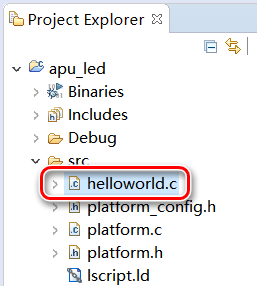 Project Explorer
apu_led
Binaries
Includes
Debug
src
helloworld.c
platform_config.h
platform.c
platform.h
lscript.ld